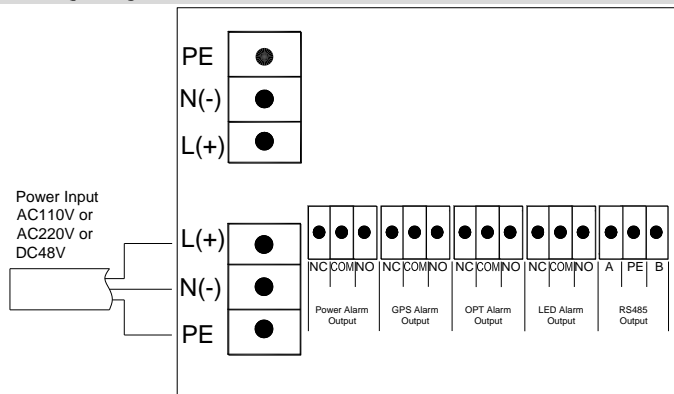 PE
N(-)
L(+)
Power Input
AC110V or
AC220V or
DC48V
L(+)
N(-)
PE
NC COM NO NC COM NO NC COM NO NC COM NO A PE B
Power Alarm Output
GPS Alarm Output
OPT Alarm Output
LED Alarm Output
RS485 Output